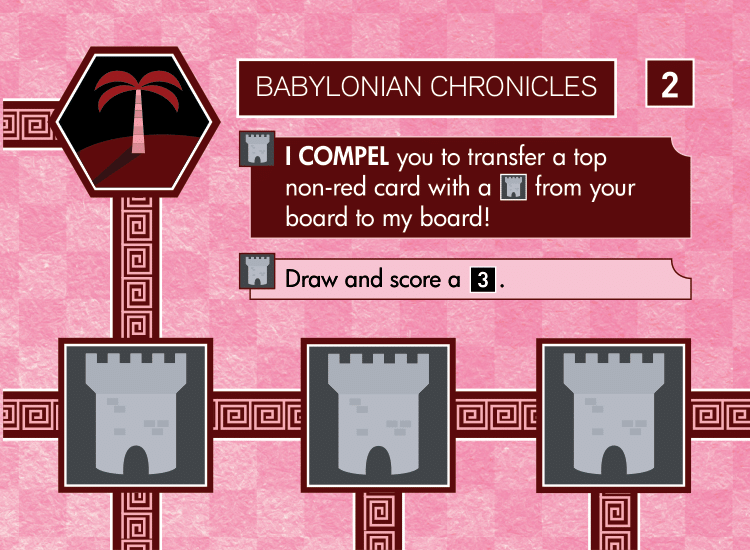 BABYLONIAN CHRONICLES
2
I COMPEL you to transfer a top
non-red card with a from your
board to my board!
Draw and score a 3.